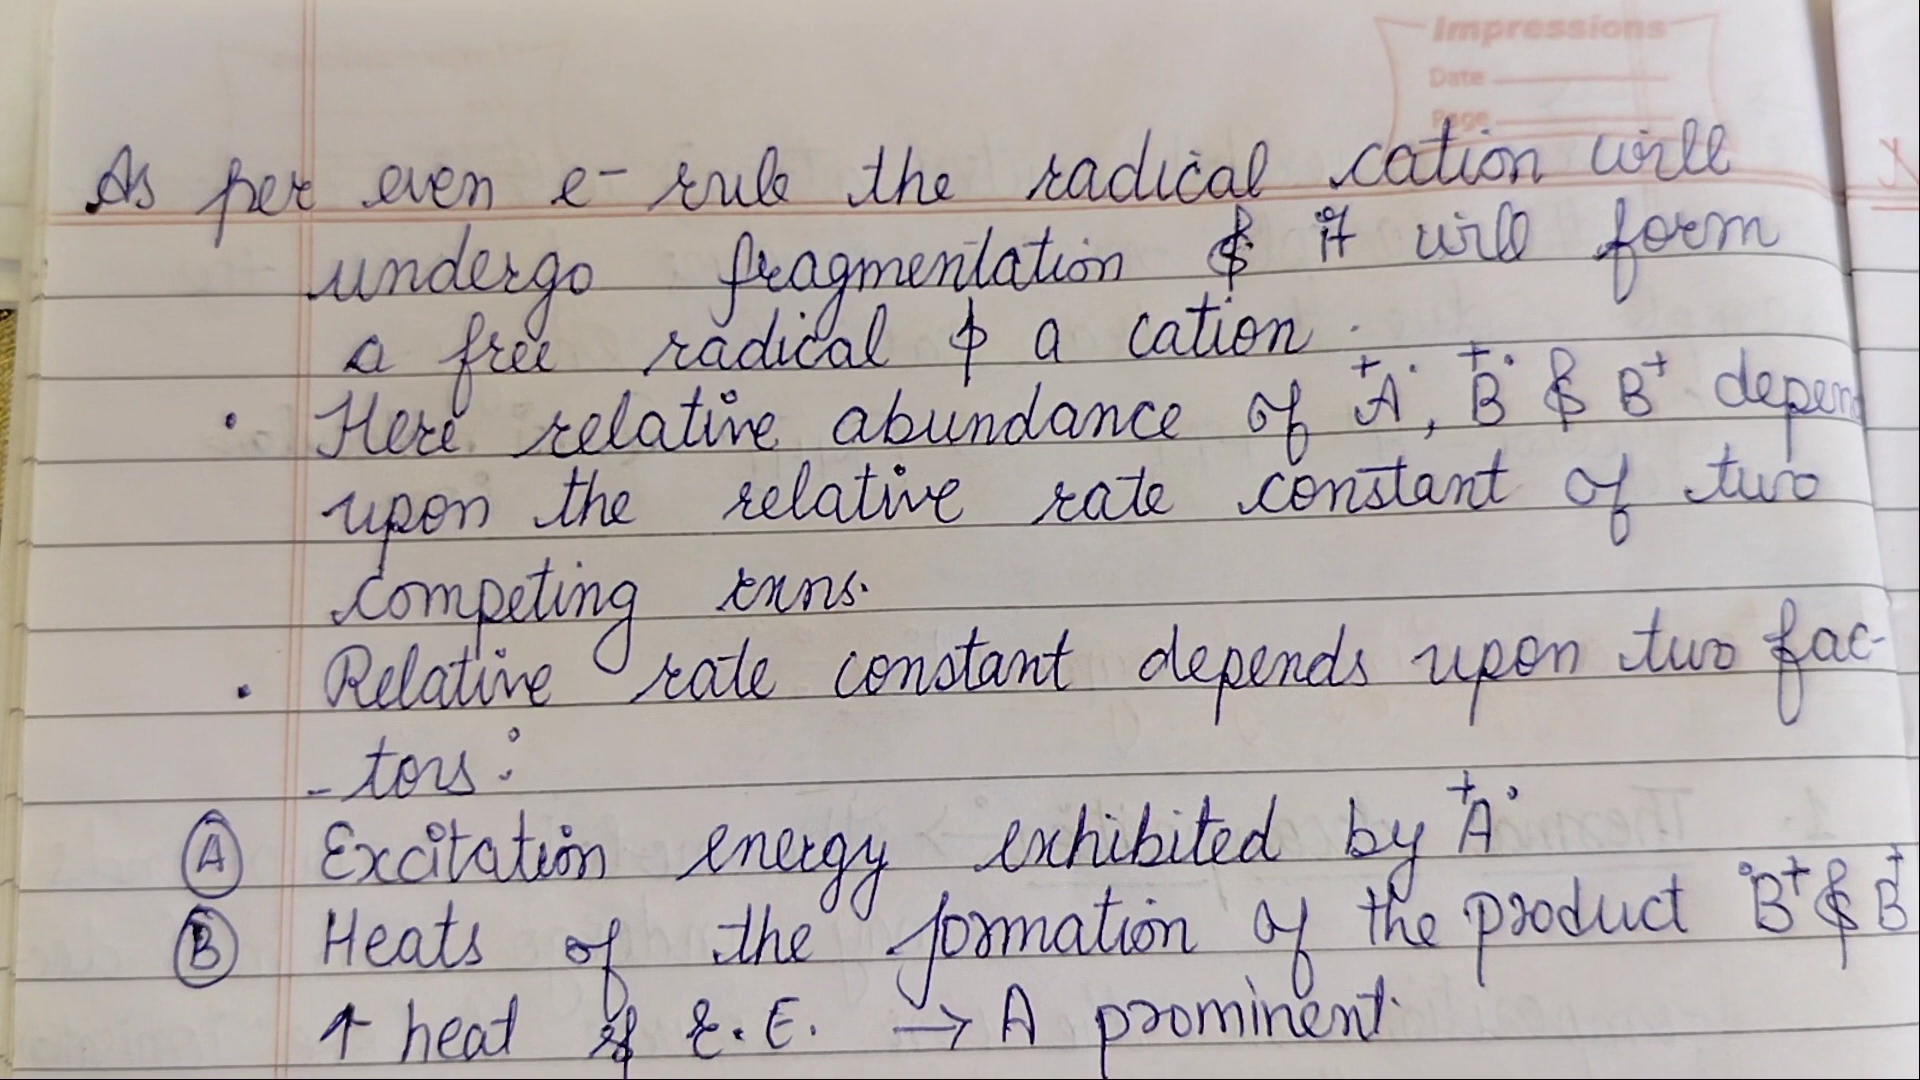 Impressions
Date
Page
As per even e- rule the radical cation will
undergo fragmentation & it will form
a free radical & a cation.
• Here relative abundance of +A•, +B• & B+ depend
upon the relative rate constant of two
competing rxns.
• Relative rate constant depends upon two fac-
- tors :
Ⓐ Excitation energy exhibited by +A•
Ⓑ Heats of the formation of the product •B+ & B+
↑ heat & E. → A prominent